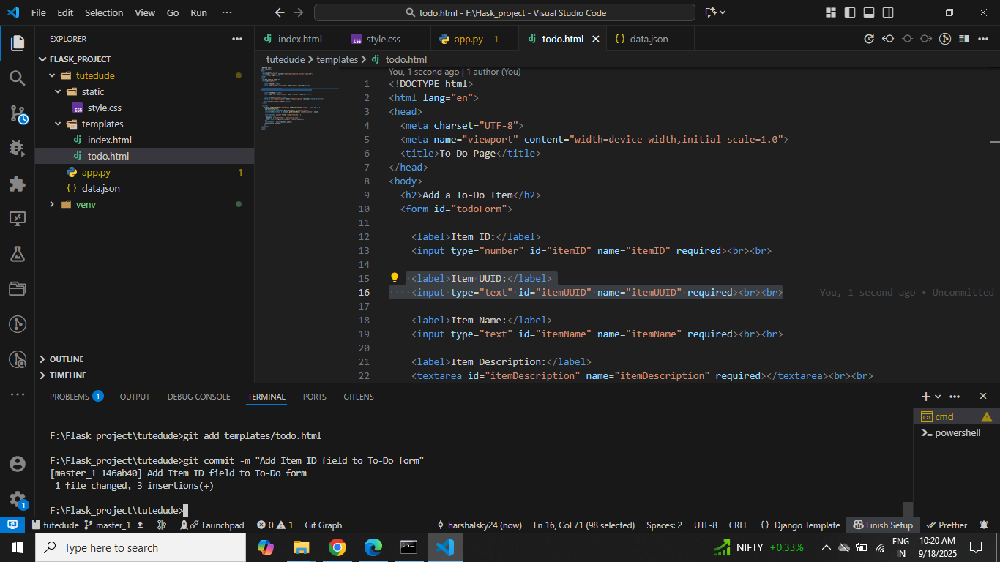 File Edit Selection View Go Run ··· todo.html - F:\Flask_project - Visual Studio Code
EXPLORER ···
FLASK_PROJECT
tutedude
static
style.css
templates
index.html
todo.html
app.py 1
data.json
venv
OUTLINE
TIMELINE
dj index.html CSS style.css app.py 1 dj todo.html { } data.json
tutedude > templates > dj todo.html
You, 1 second ago | 1 author (You)
1 <!DOCTYPE html>
2 <html lang="en">
3 <head>
4 <meta charset="UTF-8">
5 <meta name="viewport" content="width=device-width,initial-scale=1.0">
6 <title>To-Do Page</title>
7 </head>
8 <body>
9 <h2>Add a To-Do Item</h2>
10 <form id="todoForm">
11
12 <label>Item ID:</label>
13 <input type="number" id="itemID" name="itemID" required><br><br>
14
15 <label>Item UUID:</label>
16 <input type="text" id="itemUUID" name="itemUUID" required><br><br> You, 1 second ago • Uncommitted
17
18 <label>Item Name:</label>
19 <input type="text" id="itemName" name="itemName" required><br><br>
20
21 <label>Item Description:</label>
22 <textarea id="itemDescription" name="itemDescription" required></textarea><br><br>
PROBLEMS 1 OUTPUT DEBUG CONSOLE TERMINAL PORTS GITLENS
cmd
powershell
F:\Flask_project\tutedude>git add templates/todo.html
F:\Flask_project\tutedude>git commit -m "Add Item ID field to To-Do form"
[master_1 146ab40] Add Item ID field to To-Do form
1 file changed, 3 insertions(+)
F:\Flask_project\tutedude>
tutedude master_1 Launchpad 0 1 Git Graph harshalsky24 (now) Ln 16, Col 71 (98 selected) Spaces: 2 UTF-8 CRLF { } Django Template Finish Setup Prettier
Type here to search NIFTY +0.33% ENG IN 10:20 AM 9/18/2025